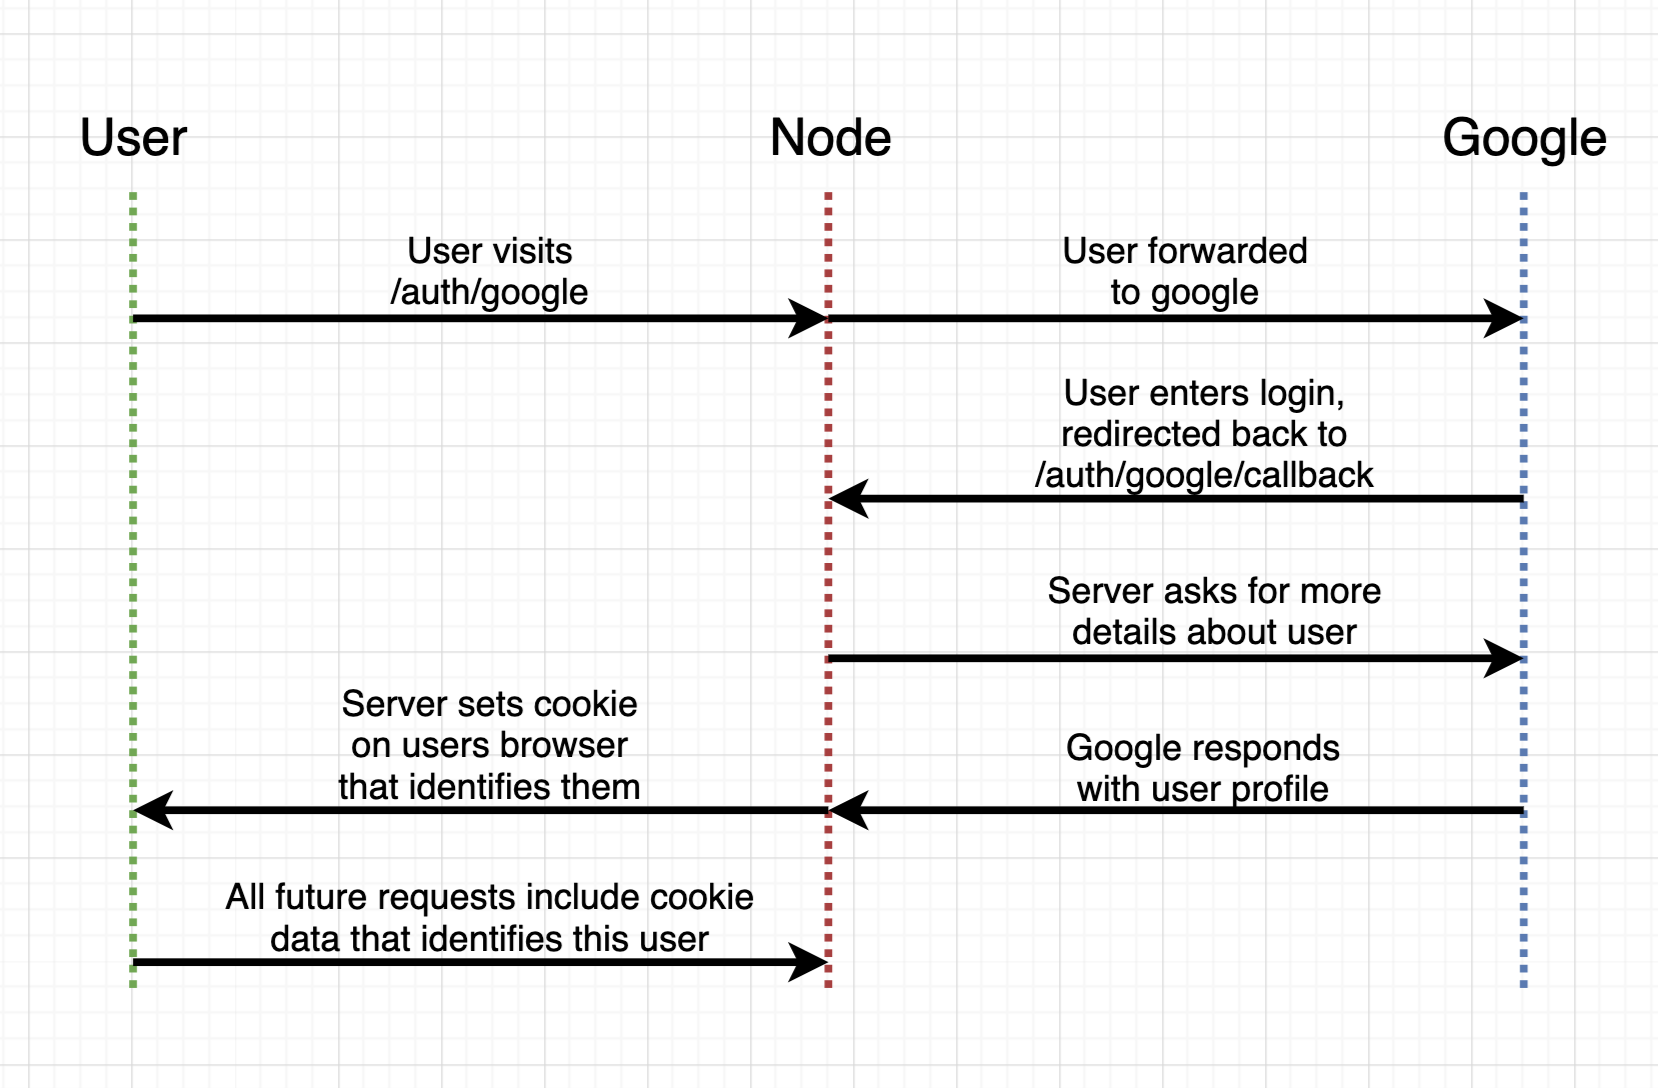 User
Node
Google
User visits
/auth/google
User forwarded
to google
User enters login,
redirected back to
/auth/google/callback
Server asks for more
details about user
Server sets cookie
on users browser
that identifies them
Google responds
with user profile
All future requests include cookie
data that identifies this user